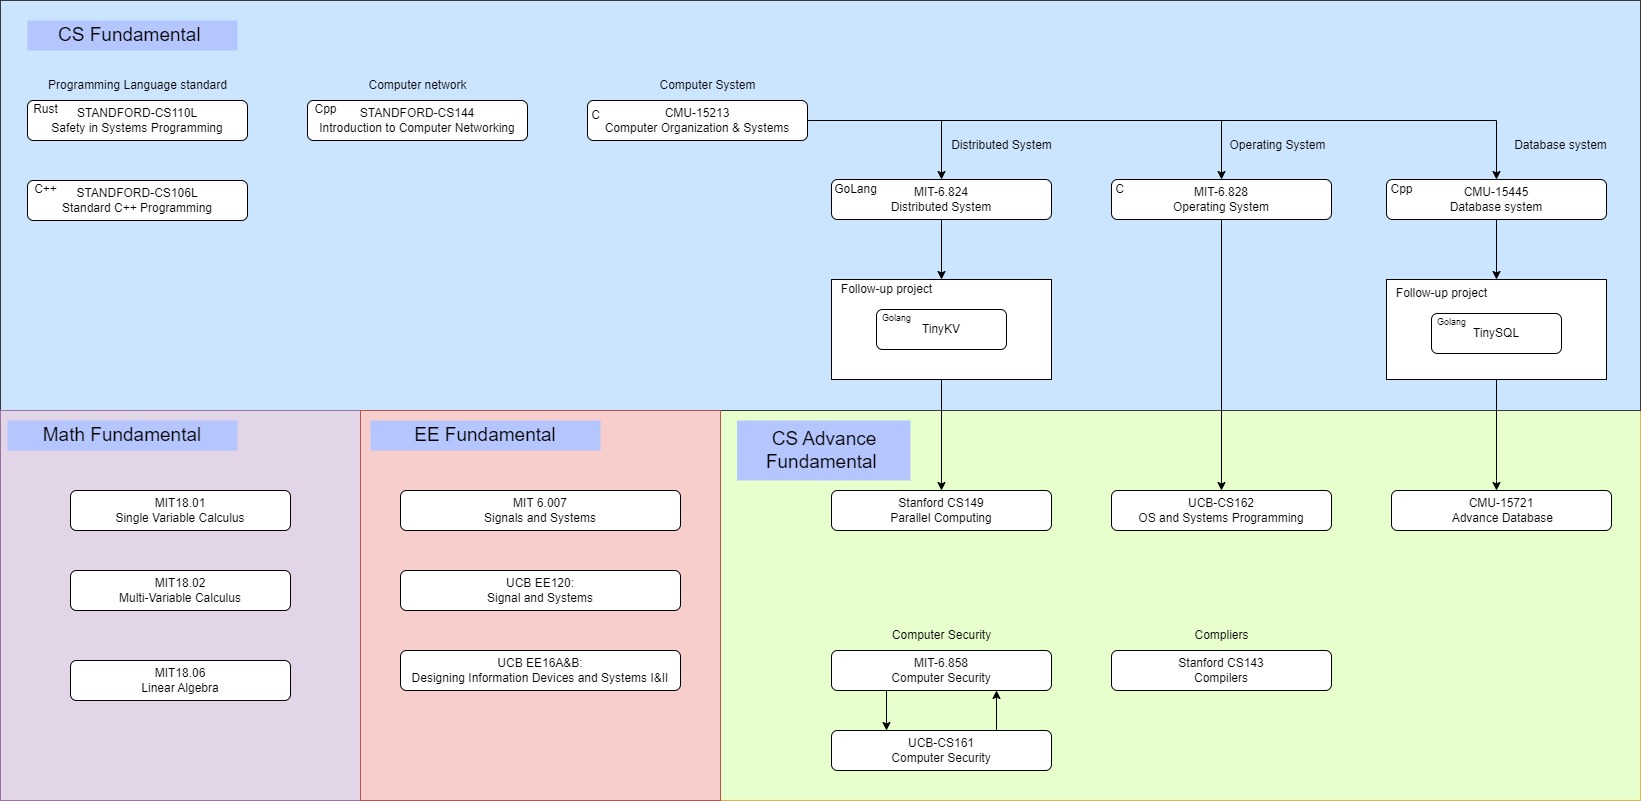 CS Fundamental
Programming Language standard
Computer network
Computer System
Rust
STANDFORD-CS110L
Safety in Systems Programming
Cpp
STANDFORD-CS144
Introduction to Computer Networking
C
CMU-15213
Computer Organization & Systems
Distributed System
Operating System
Database system
C++
STANDFORD-CS106L
Standard C++ Programming
GoLang
MIT-6.824
Distributed System
C
MIT-6.828
Operating System
Cpp
CMU-15445
Database system
Follow-up project
Golang
TinyKV
Follow-up project
Golang
TinySQL
Math Fundamental
MIT18.01
Single Variable Calculus
MIT18.02
Multi-Variable Calculus
MIT18.06
Linear Algebra
EE Fundamental
MIT 6.007
Signals and Systems
UCB EE120:
Signal and Systems
UCB EE16A&B:
Designing Information Devices and Systems I&II
CS Advance
Fundamental
Stanford CS149
Parallel Computing
UCB-CS162
OS and Systems Programming
CMU-15721
Advance Database
Computer Security
MIT-6.858
Computer Security
UCB-CS161
Computer Security
Compliers
Stanford CS143
Compilers